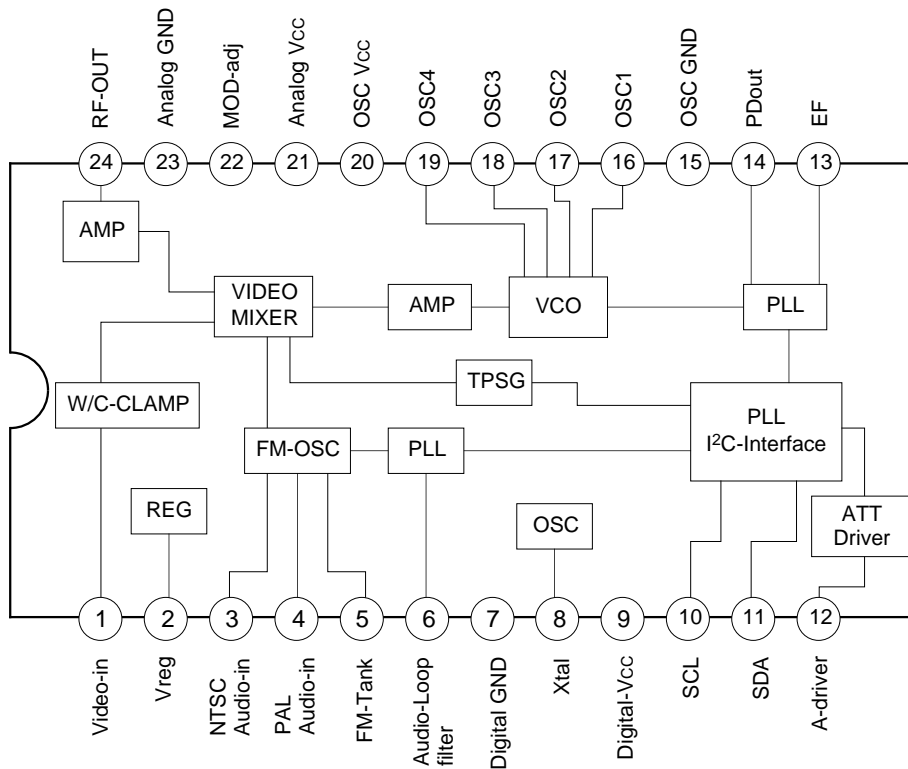 RF-OUT
Analog GND
MOD-adj
Analog Vcc
OSC Vcc
OSC4
OSC3
OSC2
OSC1
OSC GND
PDout
EF
24
23
22
21
20
19
18
17
16
15
14
13
AMP
VIDEO
MIXER
AMP
VCO
PLL
W/C-CLAMP
TPSG
PLL
I²C-Interface
FM-OSC
PLL
REG
OSC
ATT
Driver
1
2
3
4
5
6
7
8
9
10
11
12
Video-in
Vreg
NTSC
Audio-in
PAL
Audio-in
FM-Tank
Audio-Loop
filter
Digital GND
Xtal
Digital-Vcc
SCL
SDA
A-driver